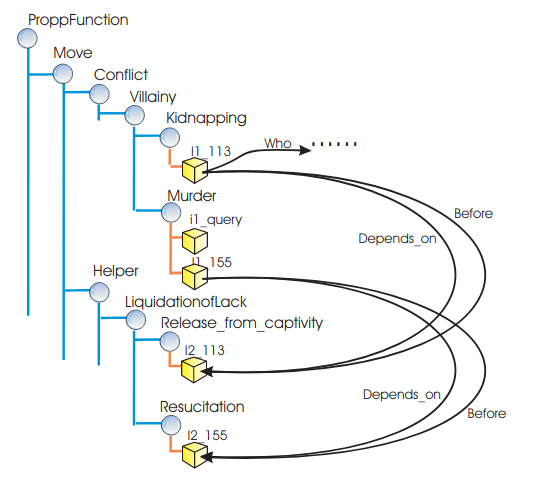 ProppFunction
Move
Conflict
Villainy
Kidnapping
I1_113
Who ......
Murder
i1_query
Before
Depends_on
I1_155
Helper
LiquidationofLack
Release_from_captivity
I2_113
Depends_on
Resucitation
Before
I2_155